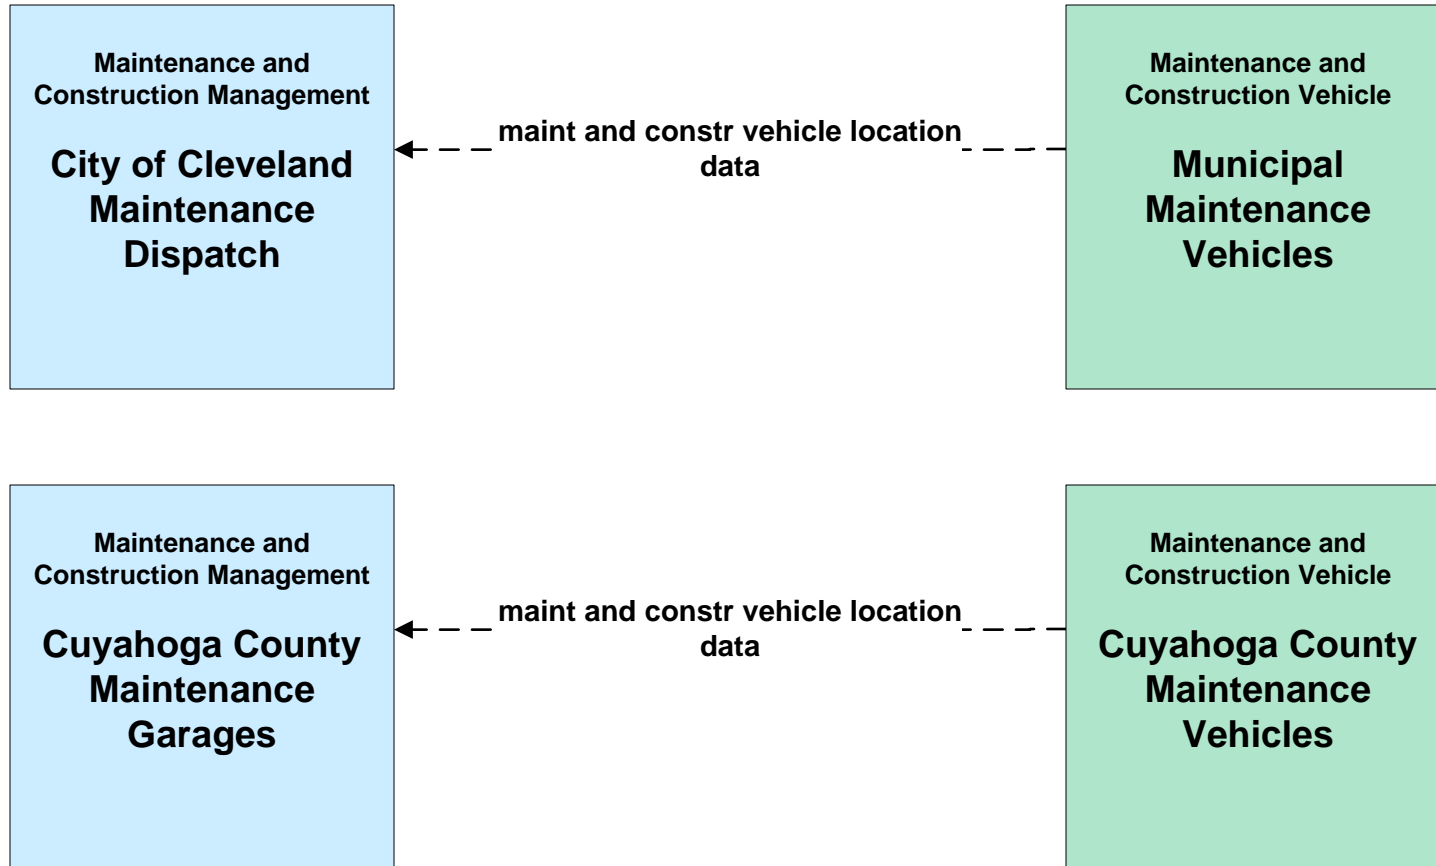 Maintenance and
Construction Management
City of Cleveland
Maintenance
Dispatch
maint and constr vehicle location
data
Maintenance and
Construction Vehicle
Municipal
Maintenance
Vehicles
Maintenance and
Construction Management
Cuyahoga County
Maintenance
Garages
maint and constr vehicle location
data
Maintenance and
Construction Vehicle
Cuyahoga County
Maintenance
Vehicles